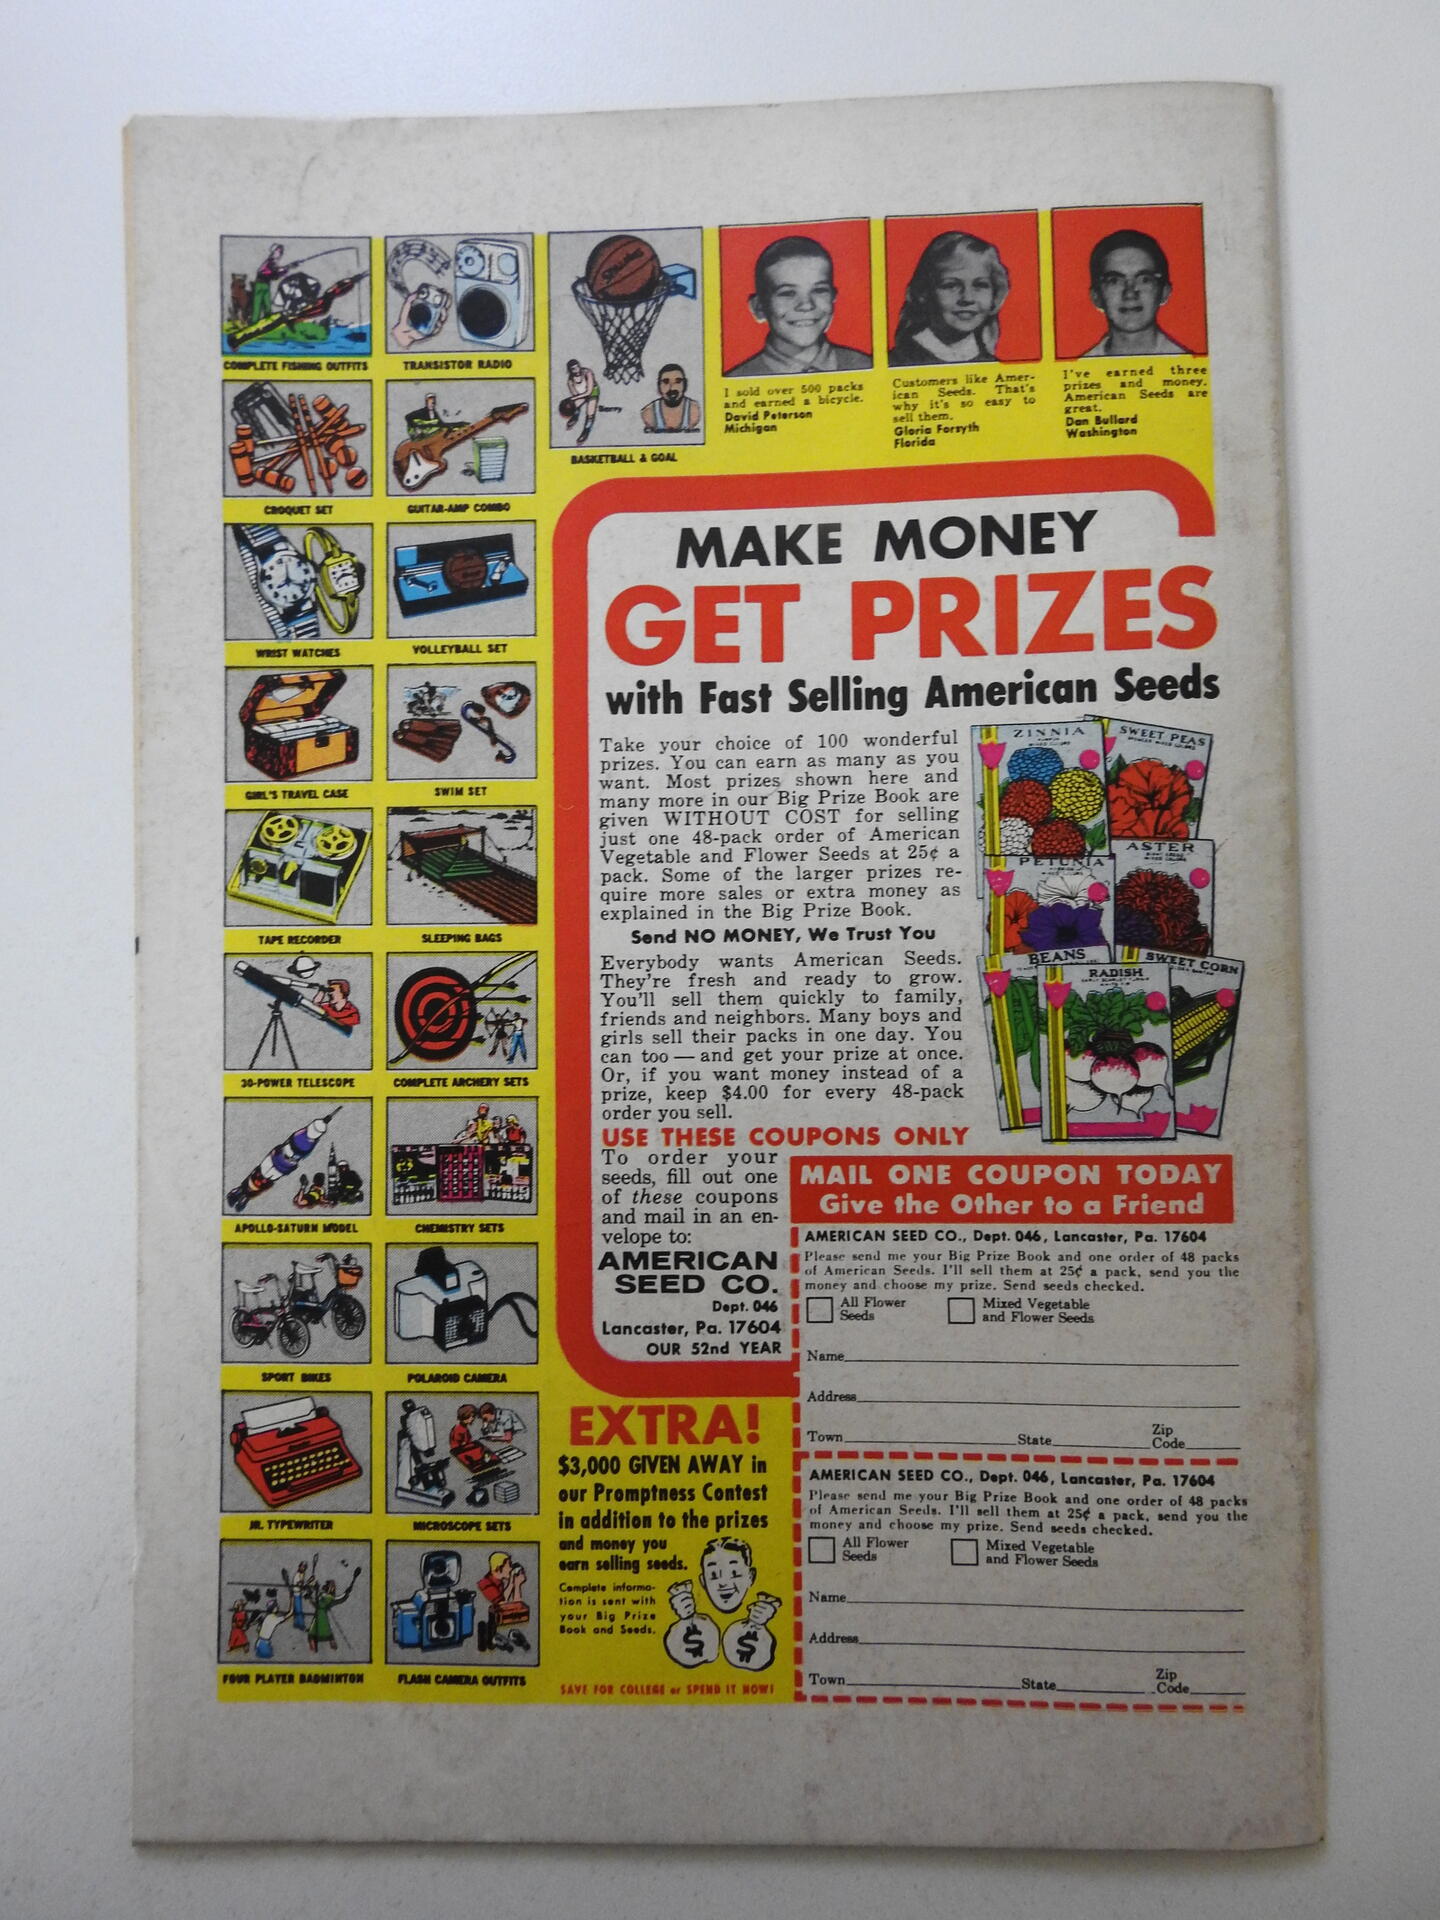 COMPLETE FISHING OUTFITS
TRANSISTOR RADIO
CROQUET SET
GUITAR-AMP COMBO
WRIST WATCHES
VOLLEYBALL SET
GIRL'S TRAVEL CASE
SWIM SET
TAPE RECORDER
SLEEPING BAGS
30-POWER TELESCOPE
COMPLETE ARCHERY SETS
APOLLO-SATURN MODEL
CHEMISTRY SETS
SPORT BIKES
POLAROID CAMERA
JR. TYPEWRITER
MICROSCOPE SETS
FOUR PLAYER BADMINTON
FLASH CAMERA OUTFITS
Spalding
Barry
Chamberlain
BASKETBALL & GOAL
I sold over 500 packs
and earned a bicycle.
David Peterson
Michigan
Customers like Amer-
ican Seeds. That's
why it's so easy to
sell them.
Gloria Forsyth
Florida
I've earned three
prizes and money.
American Seeds are
great.
Dan Bullard
Washington
MAKE MONEY
GET PRIZES
with Fast Selling American Seeds
Take your choice of 100 wonderful
prizes. You can earn as many as you
want. Most prizes shown here and
many more in our Big Prize Book are
given WITHOUT COST for selling
just one 48-pack order of American
Vegetable and Flower Seeds at 25¢ a
pack. Some of the larger prizes re-
quire more sales or extra money as
explained in the Big Prize Book.
Send NO MONEY, We Trust You
Everybody wants American Seeds.
They're fresh and ready to grow.
You'll sell them quickly to family,
friends and neighbors. Many boys and
girls sell their packs in one day. You
can too — and get your prize at once.
Or, if you want money instead of a
prize, keep $4.00 for every 48-pack
order you sell.
ZINNIA
SWEET PEAS
PETUNIA
ASTER
BEANS
RADISH
SWEET CORN
USE THESE COUPONS ONLY
To order your
seeds, fill out one
of these coupons
and mail in an en-
velope to:
AMERICAN
SEED CO.
Dept. 046
Lancaster, Pa. 17604
OUR 52nd YEAR
MAIL ONE COUPON TODAY
Give the Other to a Friend
AMERICAN SEED CO., Dept. 046, Lancaster, Pa. 17604
Please send me your Big Prize Book and one order of 48 packs
of American Seeds. I'll sell them at 25¢ a pack, send you the
money and choose my prize. Send seeds checked.
All Flower
Seeds
Mixed Vegetable
and Flower Seeds
Name
Address
Town State Zip
Code
AMERICAN SEED CO., Dept. 046, Lancaster, Pa. 17604
Please send me your Big Prize Book and one order of 48 packs
of American Seeds. I'll sell them at 25¢ a pack, send you the
money and choose my prize. Send seeds checked.
All Flower
Seeds
Mixed Vegetable
and Flower Seeds
Name
Address
Town State Zip
Code
EXTRA!
$3,000 GIVEN AWAY in
our Promptness Contest
in addition to the prizes
and money you
earn selling seeds.
Complete informa-
tion is sent with
your Big Prize
Book and Seeds.
$ $
SAVE FOR COLLEGE or SPEND IT NOW!